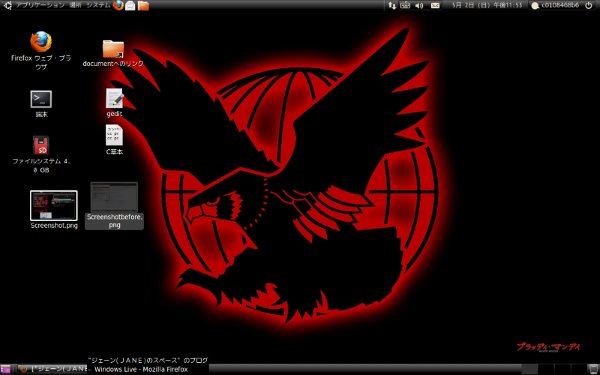 アプリケーション 場所 システム
5月 2日 (日) 午後11:53
c0108468b6
Firefox ウェブ・ブラ
ウザ
documentへのリンク
端末
gedit
ファイルシステム 4.
0 GB
C基本
Screenshot.png
Screenshotbefore.
png
ブラッディ・マンデイ
"ジェーン(ＪＡＮＥ)のスペース" のブログ
["ジェーン(ＪＡＮＥ
- Windows Live - Mozilla Firefox